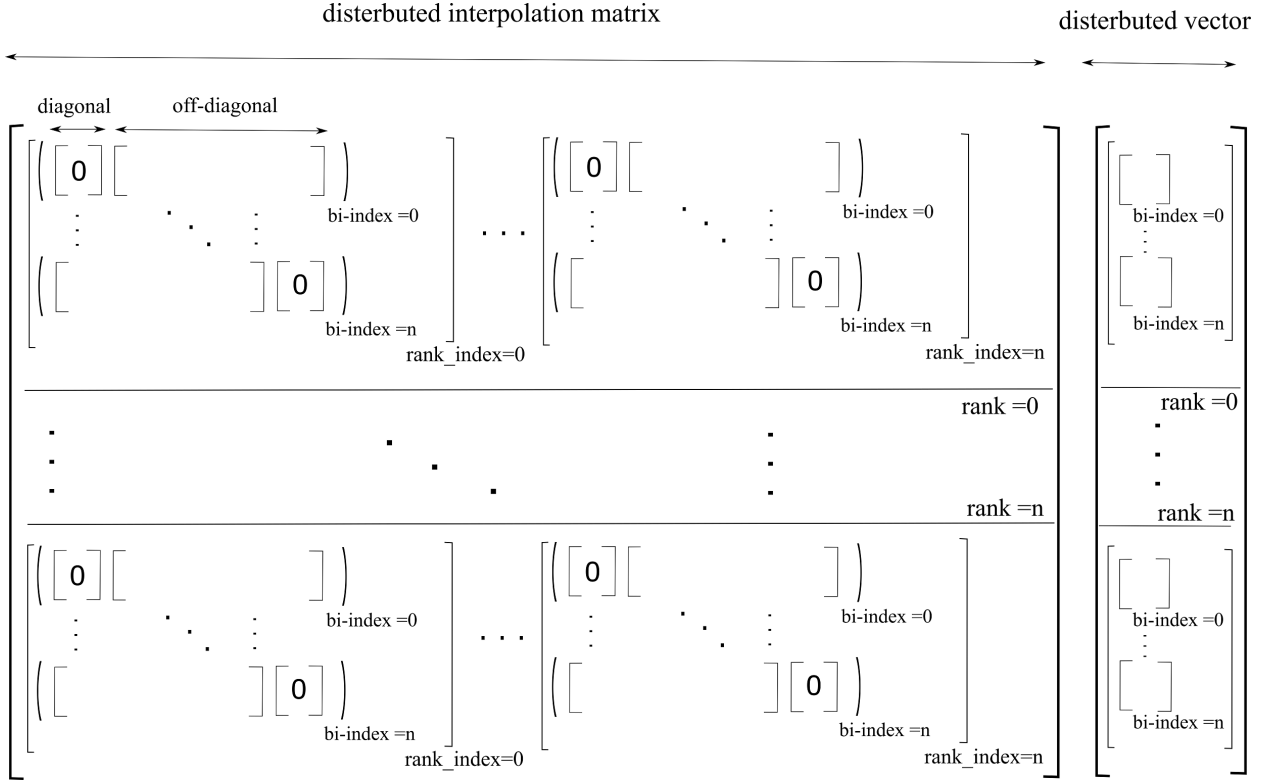 disterbuted interpolation matrix
disterbuted vector
diagonal off-diagonal
0 0
bi-index =0 bi-index =0 bi-index =0
0 0
bi-index =n bi-index =n bi-index =n
rank_index=0 rank_index=n
rank =0 rank =0
rank =n rank =n
0 0
bi-index =0 bi-index =0 bi-index =0
0 0
bi-index =n bi-index =n bi-index =n
rank_index=0 rank_index=n